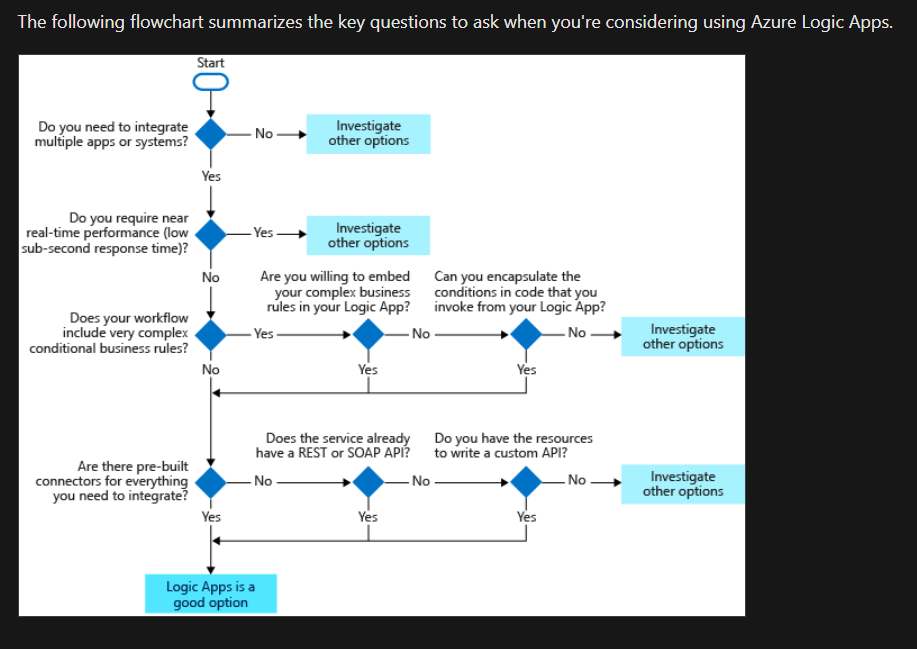 The following flowchart summarizes the key questions to ask when you're considering using Azure Logic Apps.
Start
Do you need to integrate
multiple apps or systems?
No
Investigate
other options
Yes
Do you require near
real-time performance (low
sub-second response time)?
Yes
Investigate
other options
No
Are you willing to embed
your complex business
rules in your Logic App?
Can you encapsulate the
conditions in code that you
invoke from your Logic App?
Does your workflow
include very complex
conditional business rules?
Yes
No
No
Investigate
other options
No
Yes
Yes
Does the service already
have a REST or SOAP API?
Do you have the resources
to write a custom API?
Are there pre-built
connectors for everything
you need to integrate?
No
No
No
Investigate
other options
Yes
Yes
Yes
Logic Apps is a
good option